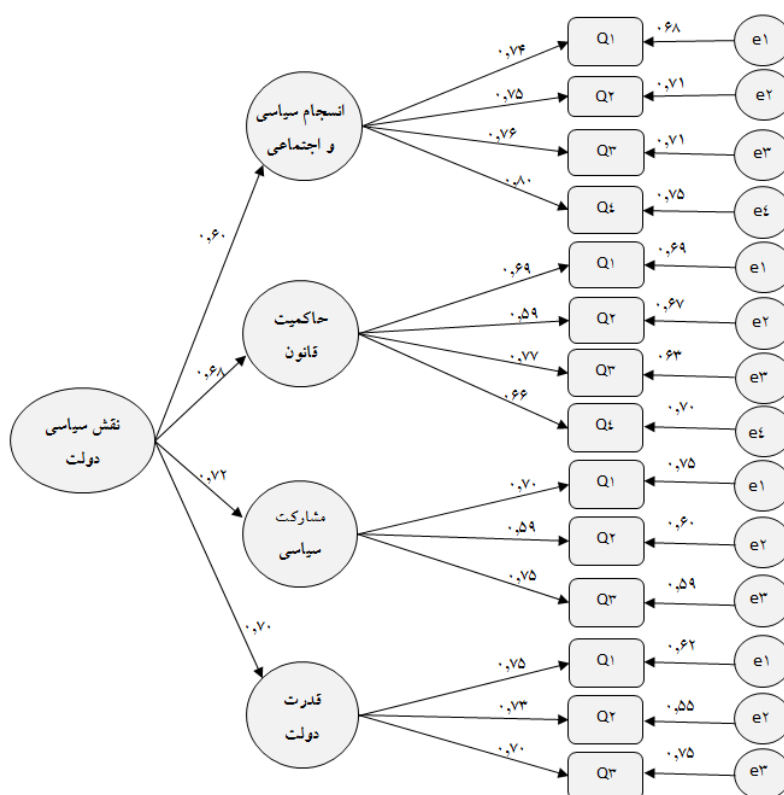 ۰,۷۴
Q۱
۰۶۸
e۱
۰,۷۵
Q۲
۰,۷۱
e۲
انسجام سیاسی
و اجتماعی
۰,۷۶
Q۳
۰,۷۱
e۳
۰,۸۰
Q٤
۰,۷۵
e٤
۰,۶۰
۰,۶۹
Q۱
۰,۶۹
e۱
حاکمیت
قانون
۰,۵۹
Q۲
۰,۶۷
e۲
۰,۷۷
Q۳
۰۶۳
e۳
۰۶۶
Q٤
۰,۷۰
e٤
۰,۶۸
نقش سیاسی
دولت
۰,۷۲
۰,۷۰
Q۱
۰,۷۵
e۱
مشارکت
سیاسی
۰,۵۹
Q۲
۰,۶۰
e۲
۰,۷۵
Q۳
۰,۵۹
e۳
۰,۷۰
۰,۷۵
Q۱
۰,۶۲
e۱
قدرت
دولت
۰,۷۳
Q۲
۰,۵۵
e۲
۰,۷۰
Q۳
۰,۷۵
e۳